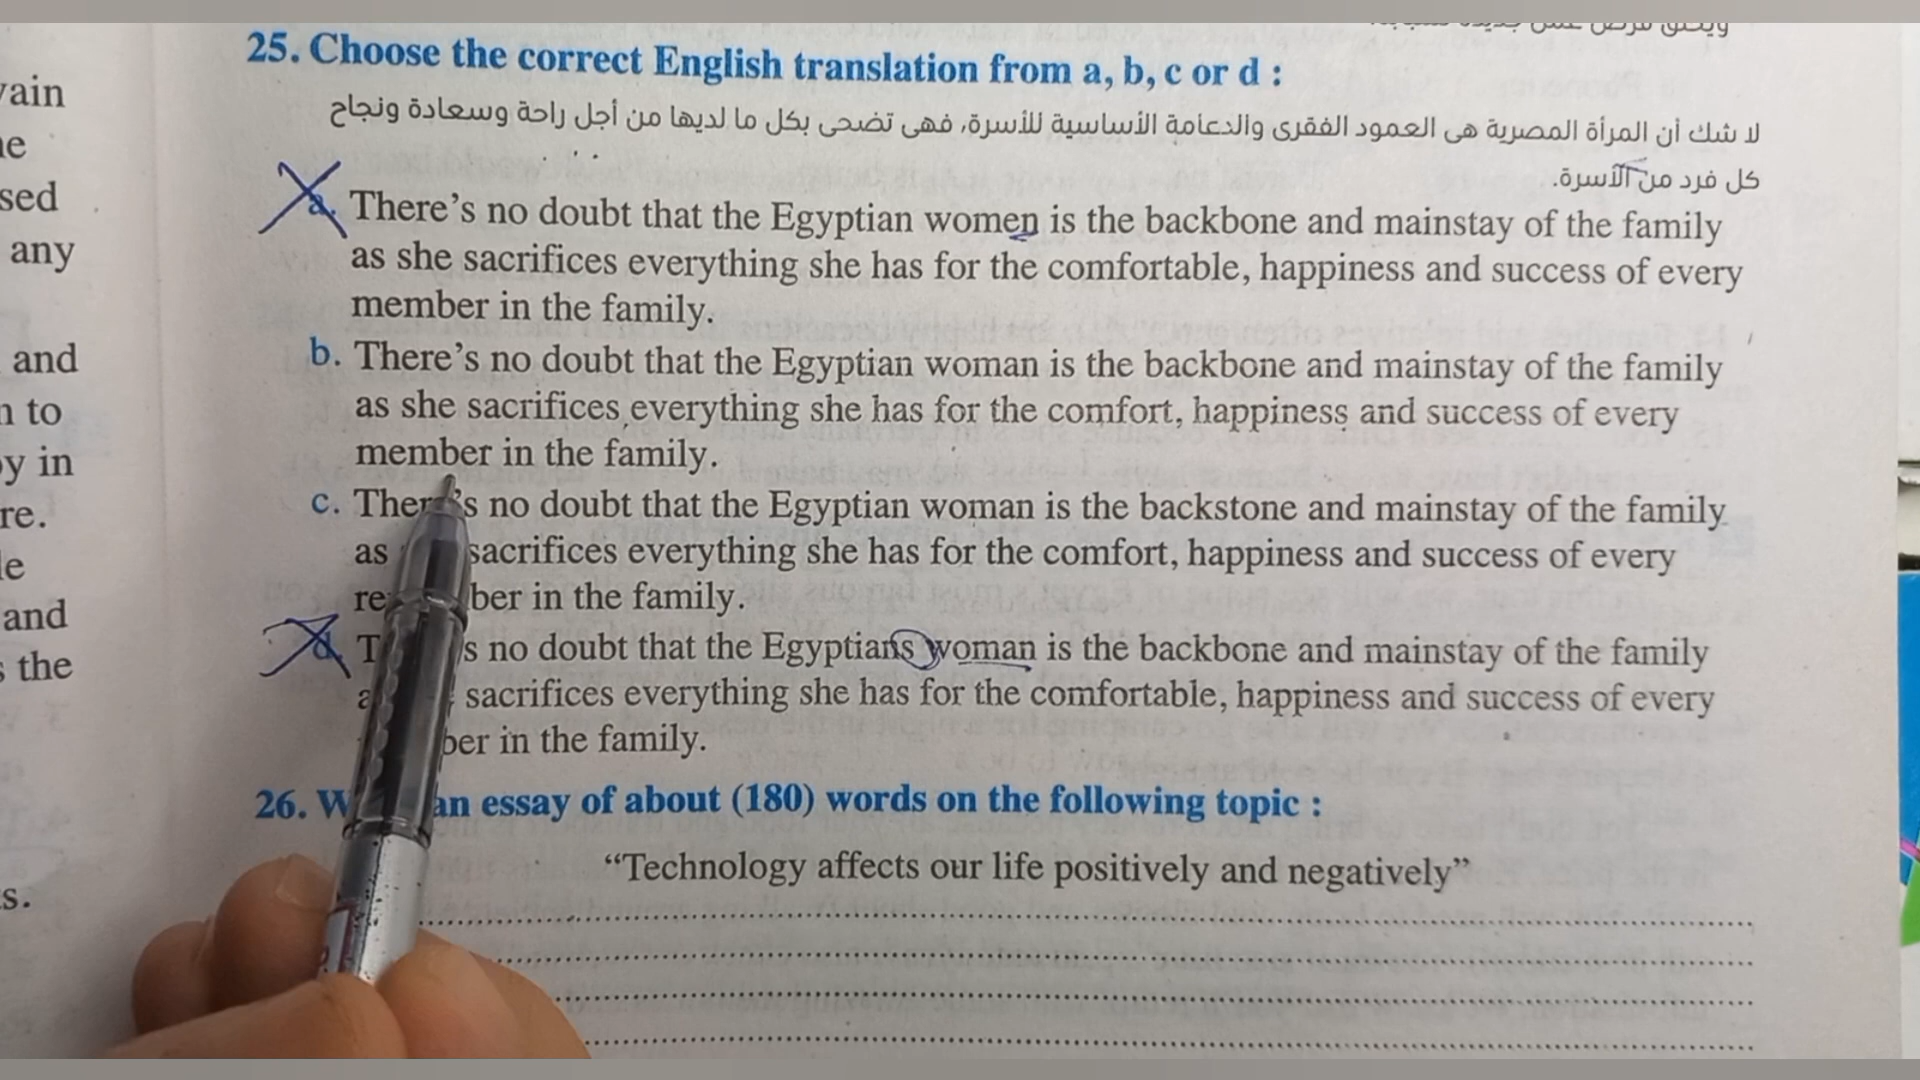 25. Choose the correct English translation from a, b, c or d :
لا شك أن المرأة المصرية هى العمود الفقرى والدعامة الأساسية للأسرة، فهى تضحى بكل ما لديها من أجل راحة وسعادة ونجاح
كل فرد من الأسرة.
a. There's no doubt that the Egyptian women is the backbone and mainstay of the family
as she sacrifices everything she has for the comfortable, happiness and success of every
member in the family.
b. There's no doubt that the Egyptian woman is the backbone and mainstay of the family
as she sacrifices everything she has for the comfort, happiness and success of every
member in the family.
c. There's no doubt that the Egyptian woman is the backstone and mainstay of the family
as sacrifices everything she has for the comfort, happiness and success of every
in the family.
no doubt that the Egyptians woman is the backbone and mainstay of the family
sacrifices everything she has for the comfortable, happiness and success of every
in the family.
26. an essay of about (180) words on the following topic :
“Technology affects our life positively and negatively”
any
and
to
in
the
and